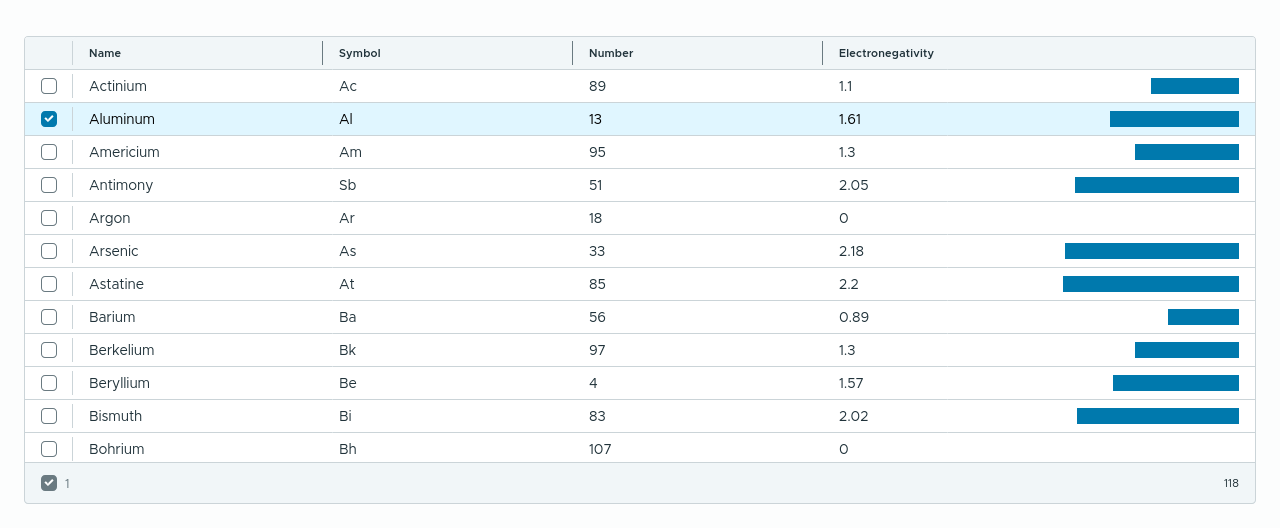 Name Symbol Number Electronegativity
Actinium Ac 89 1.1
Aluminum Al 13 1.61
Americium Am 95 1.3
Antimony Sb 51 2.05
Argon Ar 18 0
Arsenic As 33 2.18
Astatine At 85 2.2
Barium Ba 56 0.89
Berkelium Bk 97 1.3
Beryllium Be 4 1.57
Bismuth Bi 83 2.02
Bohrium Bh 107 0
1 118